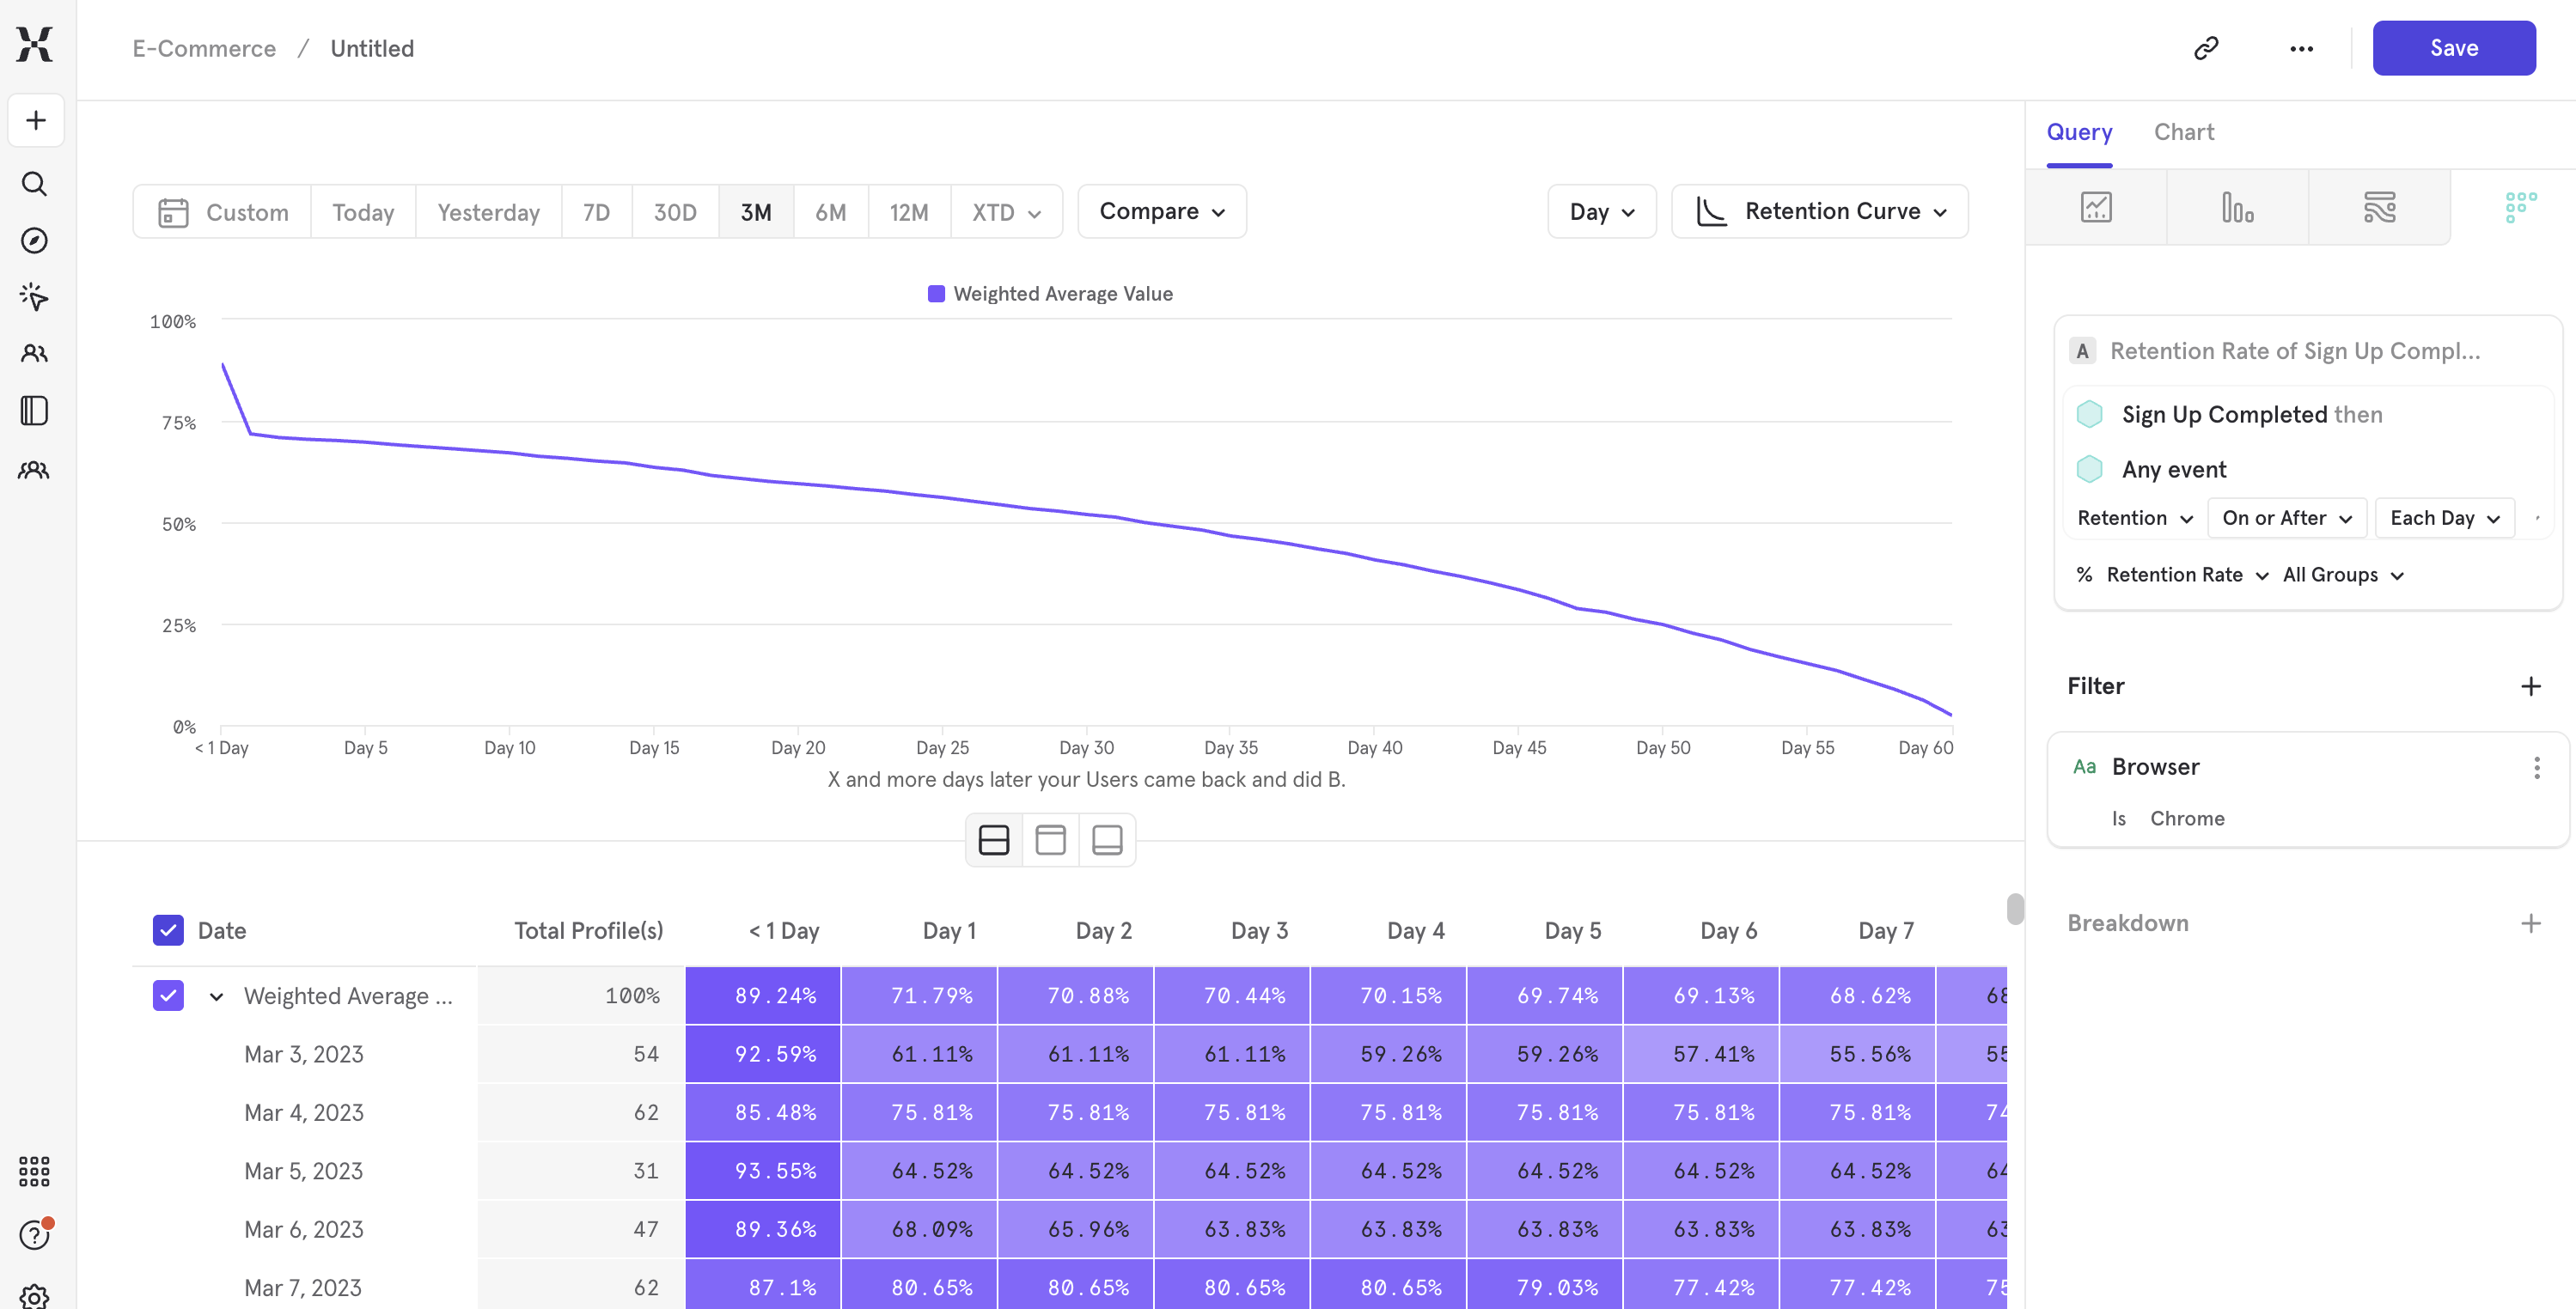 E-Commerce / Untitled
Save
Query Chart
Custom Today Yesterday 7D 30D 3M 6M 12M XTD Compare Day Retention Curve
Weighted Average Value
100%
75%
50%
25%
0%
< 1 Day Day 5 Day 10 Day 15 Day 20 Day 25 Day 30 Day 35 Day 40 Day 45 Day 50 Day 55 Day 60
X and more days later your Users came back and did B.
A Retention Rate of Sign Up Compl...
Sign Up Completed then
Any event
Retention On or After Each Day
% Retention Rate All Groups
Filter
Aa Browser
Is Chrome
Breakdown
Date Total Profile(s) < 1 Day Day 1 Day 2 Day 3 Day 4 Day 5 Day 6 Day 7
Weighted Average ... 100% 89.24% 71.79% 70.88% 70.44% 70.15% 69.74% 69.13% 68.62% 68
Mar 3, 2023 54 92.59% 61.11% 61.11% 61.11% 59.26% 59.26% 57.41% 55.56% 55
Mar 4, 2023 62 85.48% 75.81% 75.81% 75.81% 75.81% 75.81% 75.81% 75.81% 74
Mar 5, 2023 31 93.55% 64.52% 64.52% 64.52% 64.52% 64.52% 64.52% 64.52% 64
Mar 6, 2023 47 89.36% 68.09% 65.96% 63.83% 63.83% 63.83% 63.83% 63.83% 63
Mar 7, 2023 62 87.1% 80.65% 80.65% 80.65% 80.65% 79.03% 77.42% 77.42% 75